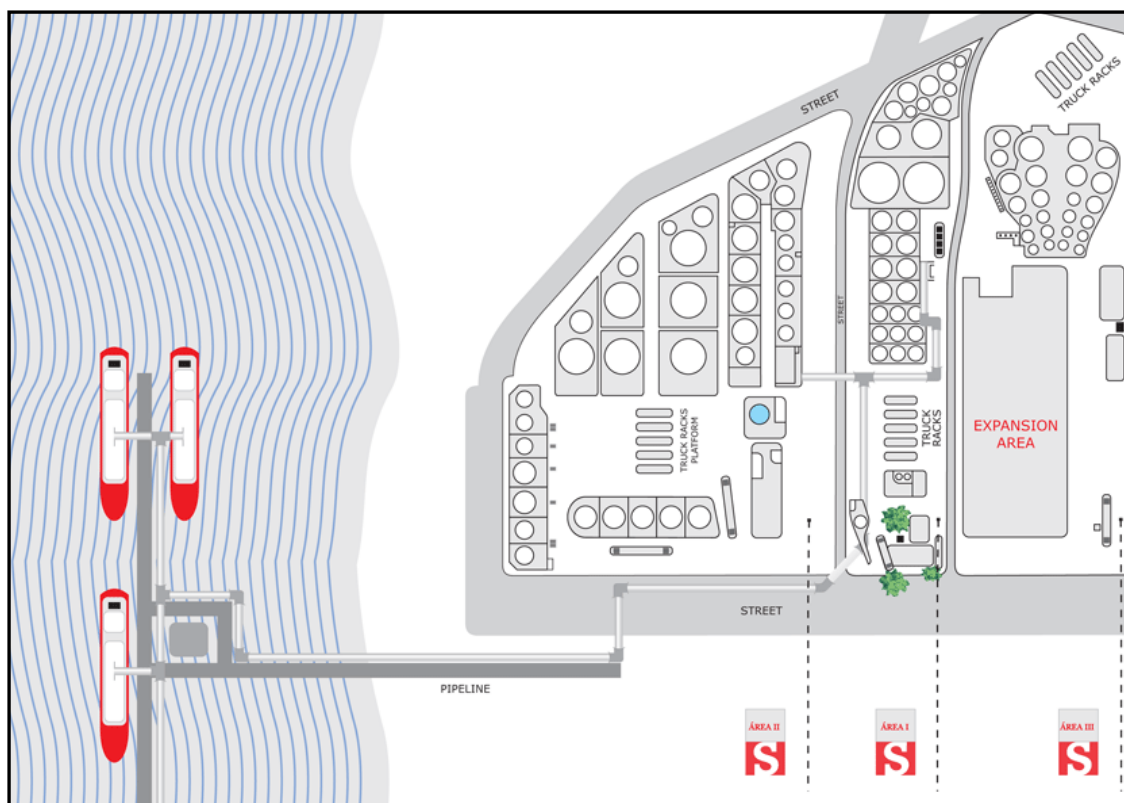 TRUCK RACKS
STREET
STREET
TRUCK RACKS
PLATFORM
TRUCK
RACKS
EXPANSION
AREA
STREET
PIPELINE
ÁREA II
S
ÁREA I
S
ÁREA III
S